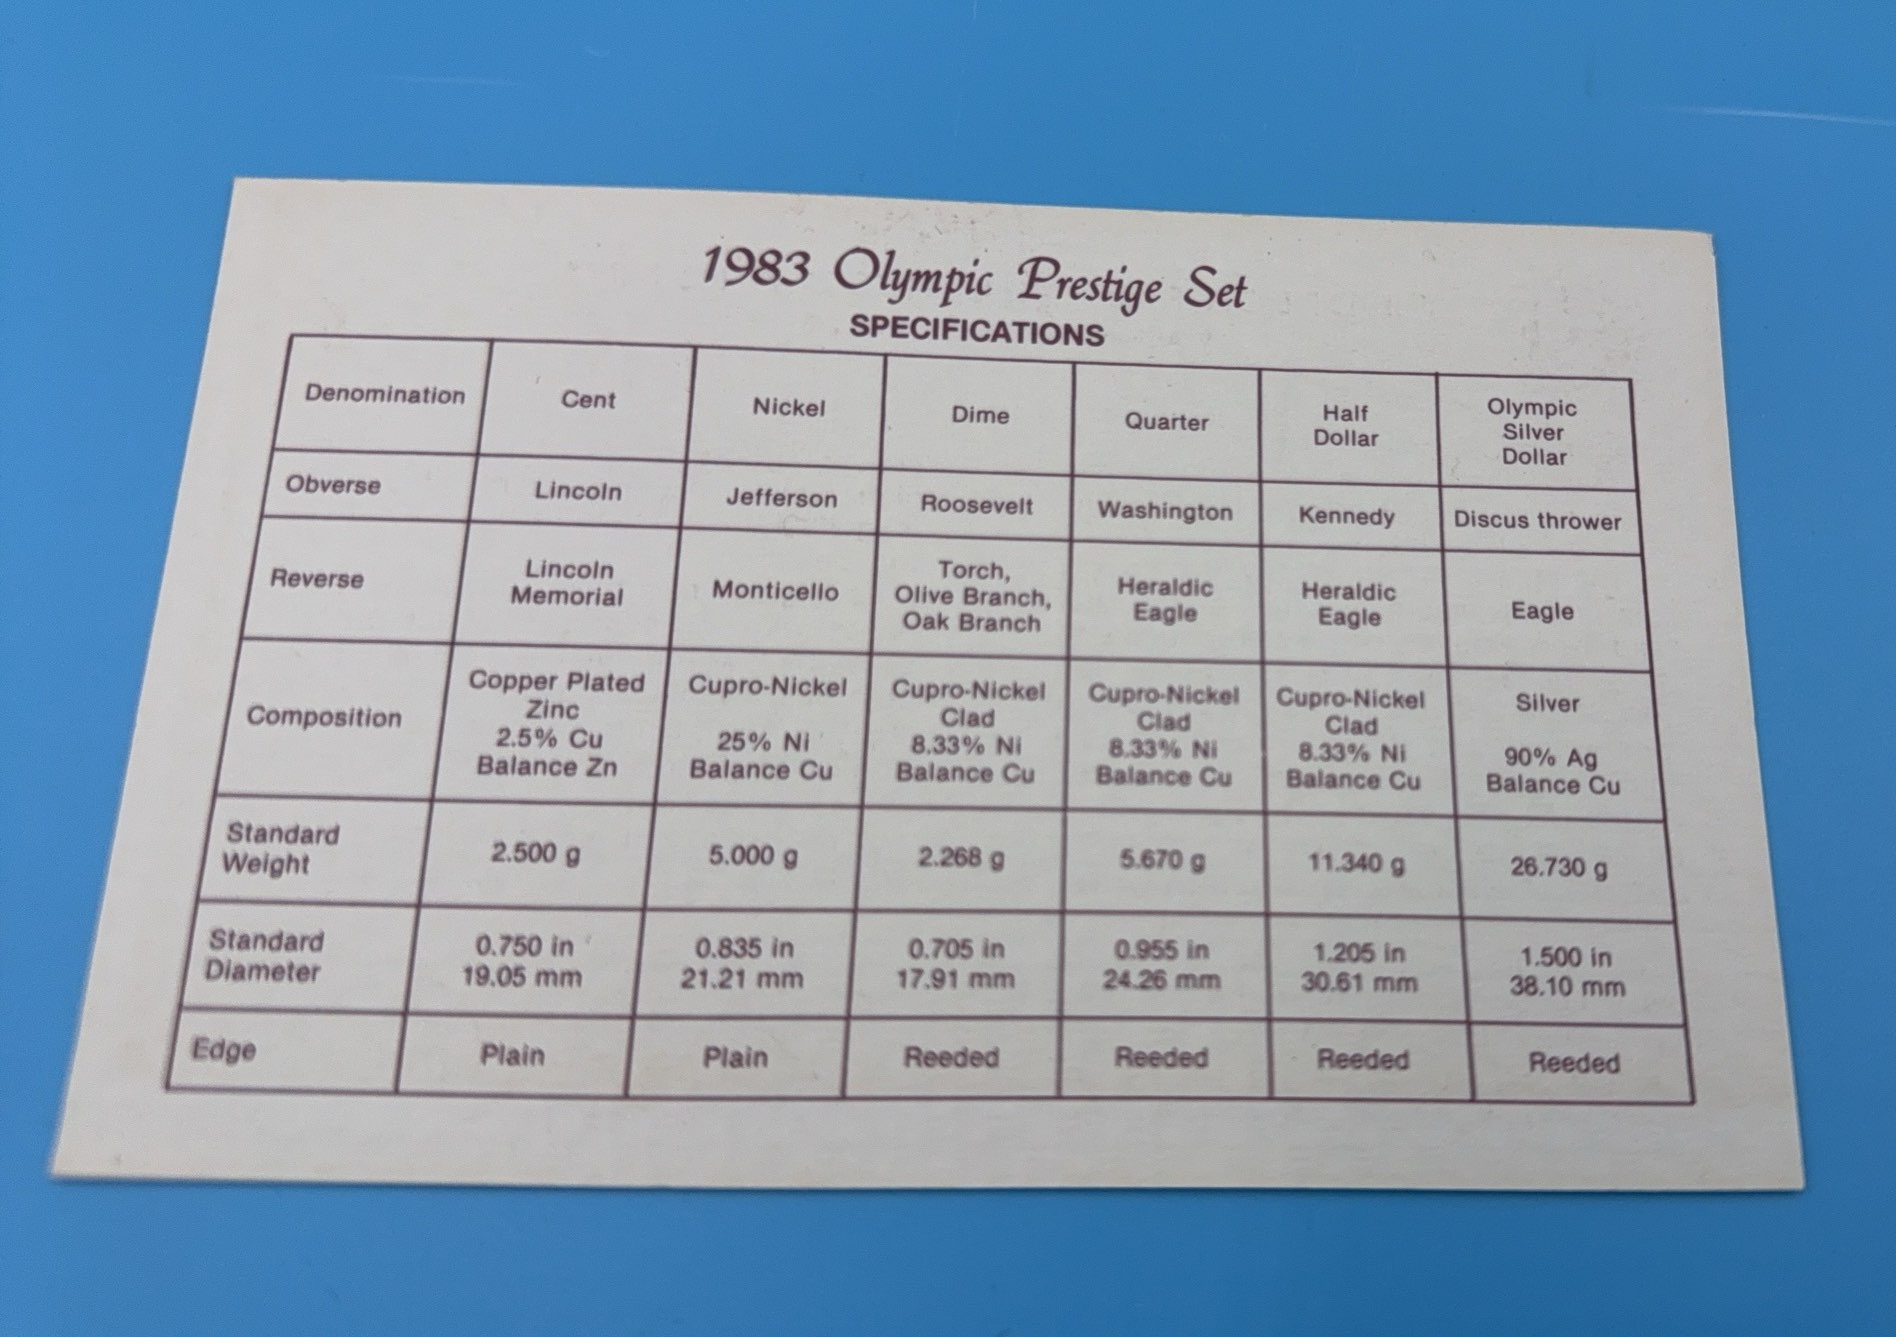 1983 Olympic Prestige Set
SPECIFICATIONS
Denomination
Cent
Nickel
Dime
Quarter
Half
Dollar
Olympic
Silver
Dollar
Obverse
Lincoln
Jefferson
Roosevelt
Washington
Kennedy
Discus thrower
Reverse
Lincoln
Memorial
Monticello
Torch,
Olive Branch,
Oak Branch
Heraldic
Eagle
Heraldic
Eagle
Eagle
Composition
Copper Plated
Zinc
2.5% Cu
Balance Zn
Cupro-Nickel
25% Ni
Balance Cu
Cupro-Nickel
Clad
8.33% Ni
Balance Cu
Cupro-Nickel
Clad
8.33% Ni
Balance Cu
Cupro-Nickel
Clad
8.33% Ni
Balance Cu
Silver
90% Ag
Balance Cu
Standard
Weight
2.500 g
5.000 g
2.268 g
5.670 g
11.340 g
26.730 g
Standard
Diameter
0.750 in
19.05 mm
0.835 in
21.21 mm
0.705 in
17.91 mm
0.955 in
24.26 mm
1.205 in
30.61 mm
1.500 in
38.10 mm
Edge
Plain
Plain
Reeded
Reeded
Reeded
Reeded